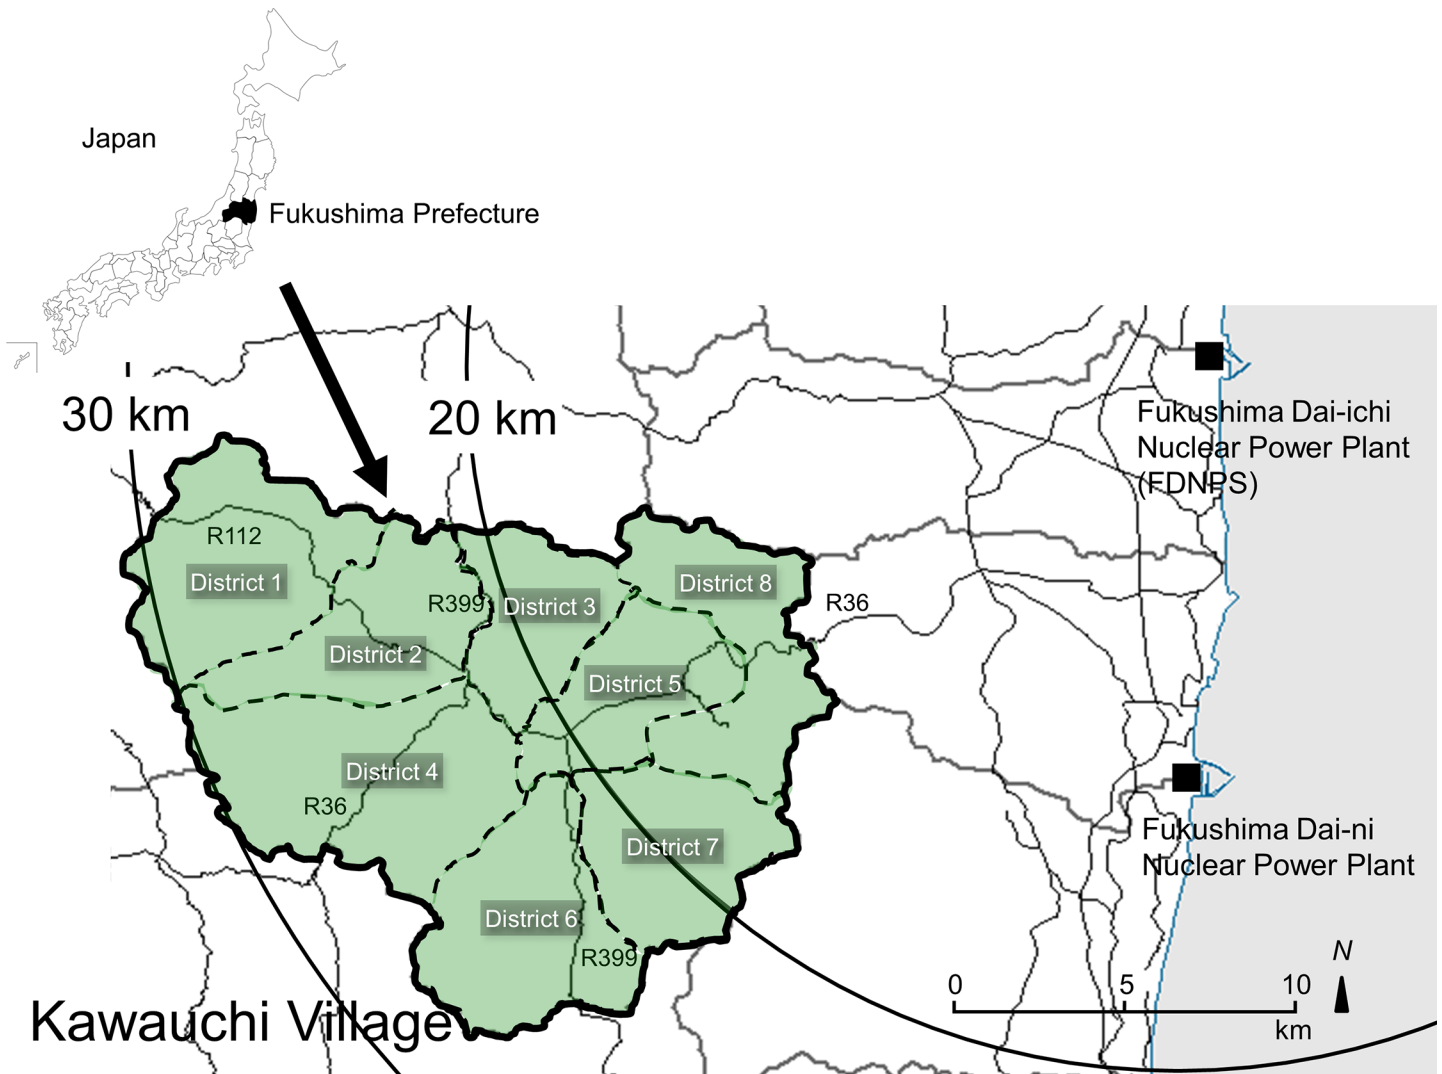 Japan
Fukushima Prefecture
30 km
20 km
Fukushima Dai-ichi
Nuclear Power Plant
(FDNPS)
R112
District 1
R399
District 3
District 8
R36
District 2
District 5
District 4
R36
District 7
Fukushima Dai-ni
Nuclear Power Plant
District 6
R399
N
0 5 10
km
Kawauchi Village